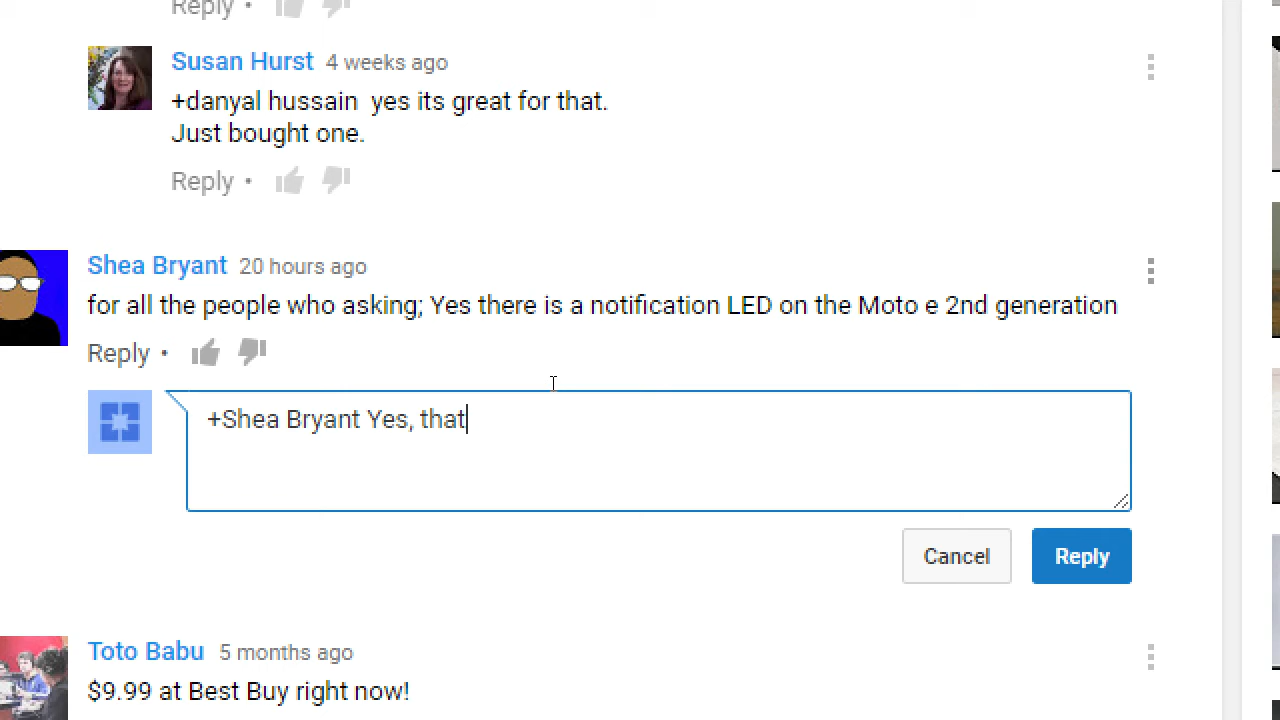 Reply •
Susan Hurst 4 weeks ago
+danyal hussain  yes its great for that.
Just bought one.
Reply •
Shea Bryant 20 hours ago
for all the people who asking; Yes there is a notification LED on the Moto e 2nd generation
Reply •
+Shea Bryant Yes, that
Cancel Reply
Toto Babu 5 months ago
$9.99 at Best Buy right now!